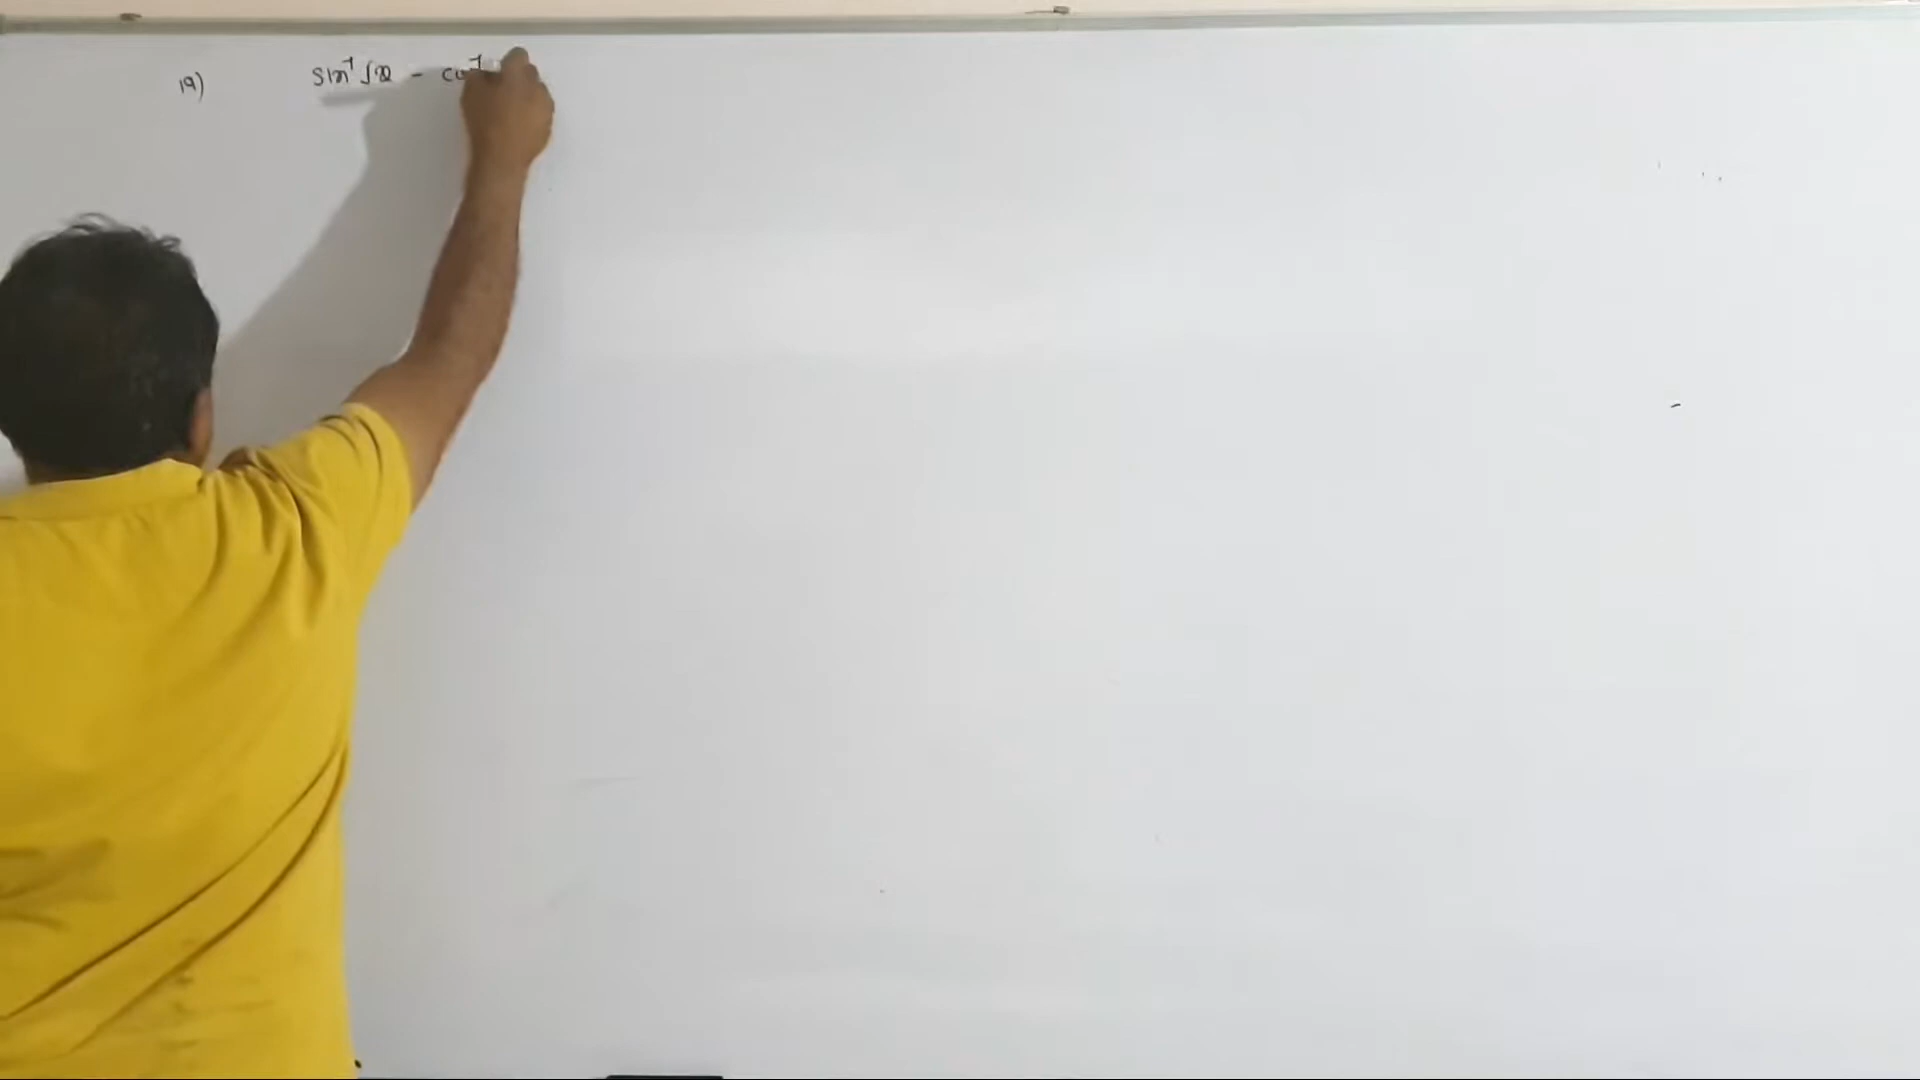 19) sin⁻¹√x - cos⁻¹